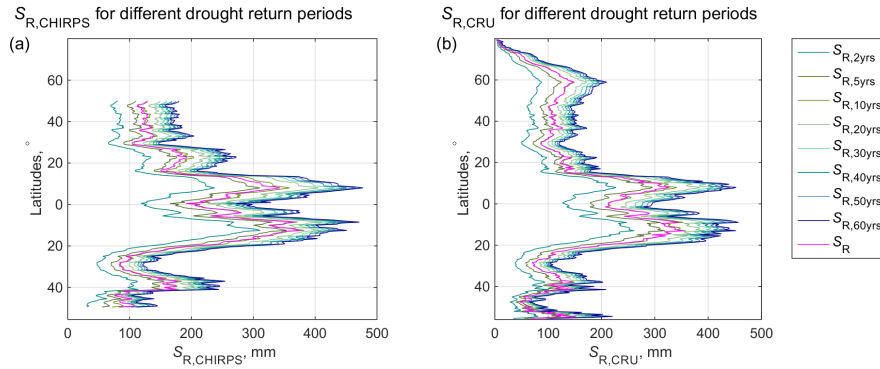 S_R,CHIRPS for different drought return periods
(a)
60
40
20
0
20
40
Latitudes, °
0 100 200 300 400 500
S_R,CHIRPS, mm
S_R,CRU for different drought return periods
(b)
60
40
20
0
20
40
Latitudes, °
0 100 200 300 400 500
S_R,CRU, mm
S_R,2yrs
S_R,5yrs
S_R,10yrs
S_R,20yrs
S_R,30yrs
S_R,40yrs
S_R,50yrs
S_R,60yrs
S_R